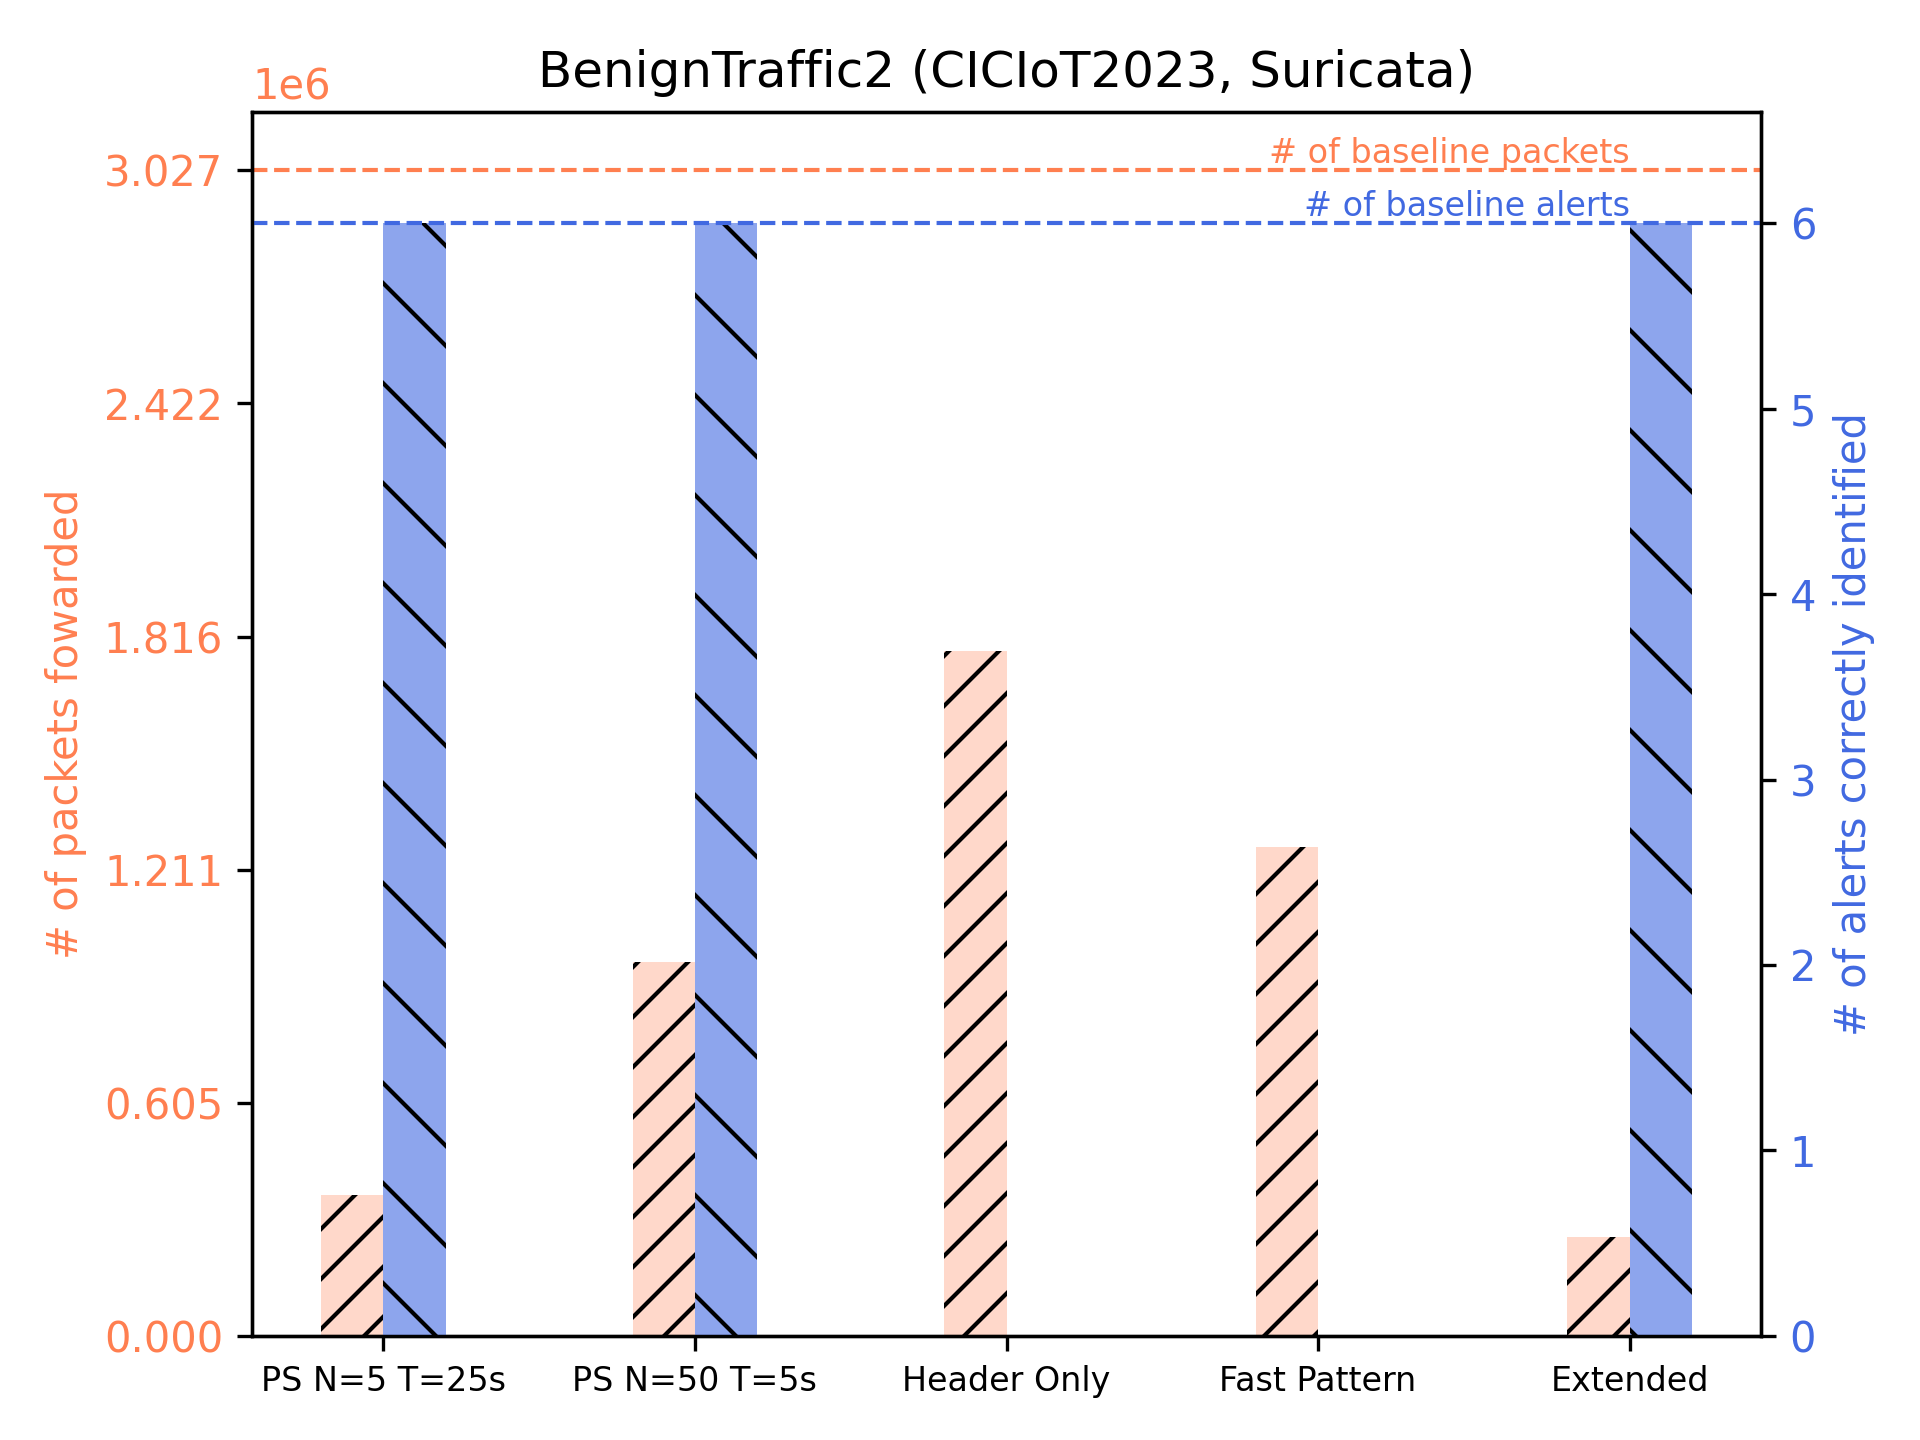 BenignTraffic2 (CICIoT2023, Suricata)
1e6
# of baseline packets
# of baseline alerts
3.027
2.422
1.816
1.211
0.605
0.000
# of packets fowarded
6
5
4
3
2
1
0
# of alerts correctly identified
PS N=5 T=25s
PS N=50 T=5s
Header Only
Fast Pattern
Extended